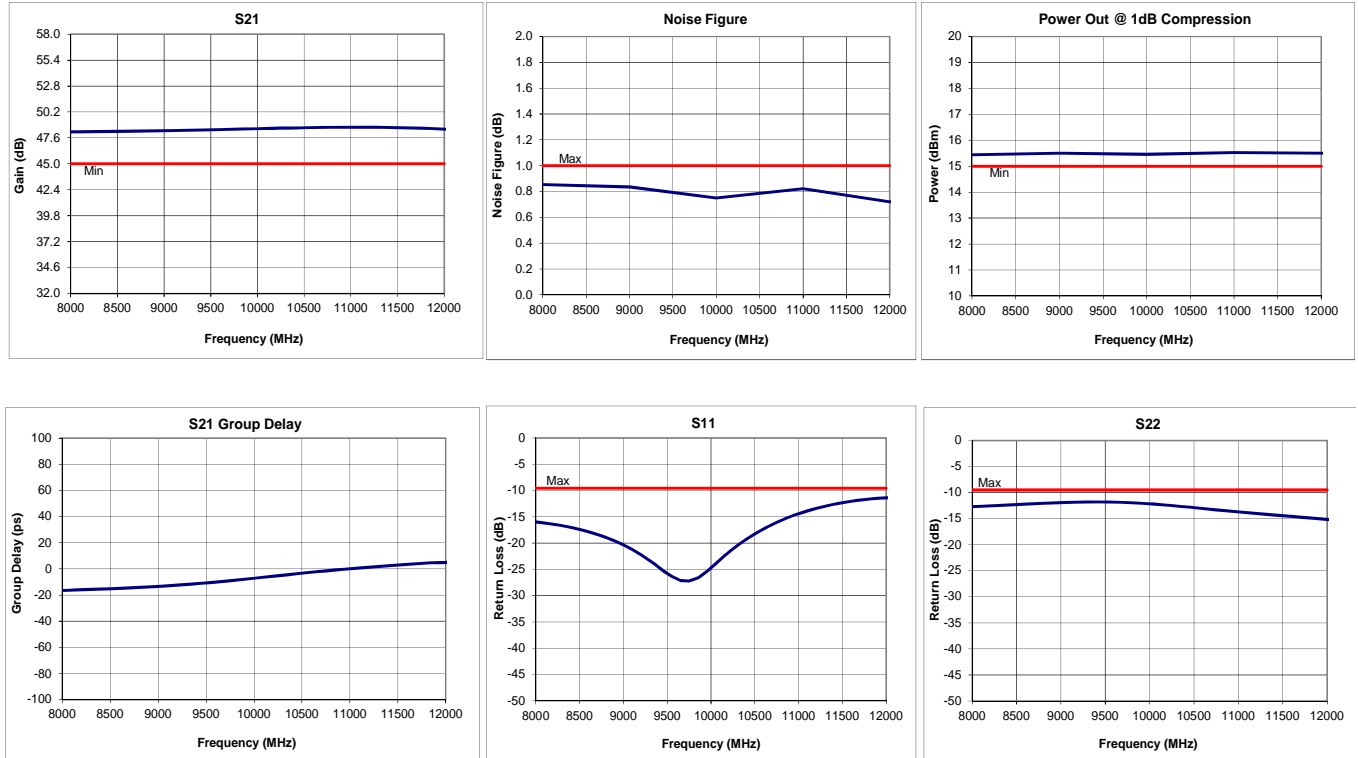 S21
58.0
55.4
52.8
50.2
47.6
45.0
42.4
39.8
37.2
34.6
32.0
Gain (dB)
Min
8000 8500 9000 9500 10000 10500 11000 11500 12000
Frequency (MHz)
Noise Figure
2.0
1.8
1.6
1.4
1.2
1.0
0.8
0.6
0.4
0.2
0.0
Noise Figure (dB)
Max
8000 8500 9000 9500 10000 10500 11000 11500 12000
Frequency (MHz)
Power Out @ 1dB Compression
20
19
18
17
16
15
14
13
12
11
10
Power (dBm)
Min
8000 8500 9000 9500 10000 10500 11000 11500 12000
Frequency (MHz)
S21 Group Delay
100
80
60
40
20
0
-20
-40
-60
-80
-100
Group Delay (ps)
8000 8500 9000 9500 10000 10500 11000 11500 12000
Frequency (MHz)
S11
0
-5
-10
-15
-20
-25
-30
-35
-40
-45
-50
Return Loss (dB)
Max
8000 8500 9000 9500 10000 10500 11000 11500 12000
Frequency (MHz)
S22
0
-5
-10
-15
-20
-25
-30
-35
-40
-45
-50
Return Loss (dB)
Max
8000 8500 9000 9500 10000 10500 11000 11500 12000
Frequency (MHz)